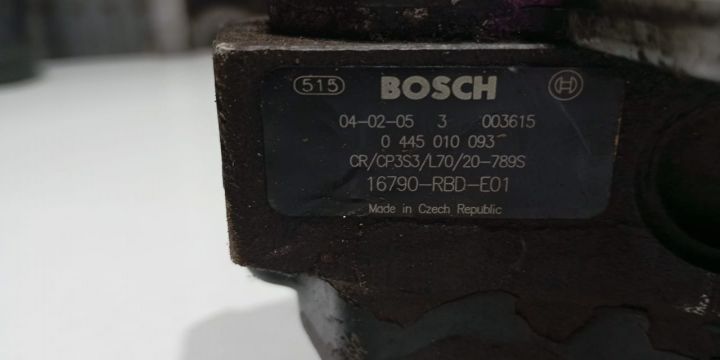 515 BOSCH
04-02-05 3 003615
0 445 010 093
CR/CP3S3/L70/20-789S
16790-RBD-E01
Made in Czech Republic